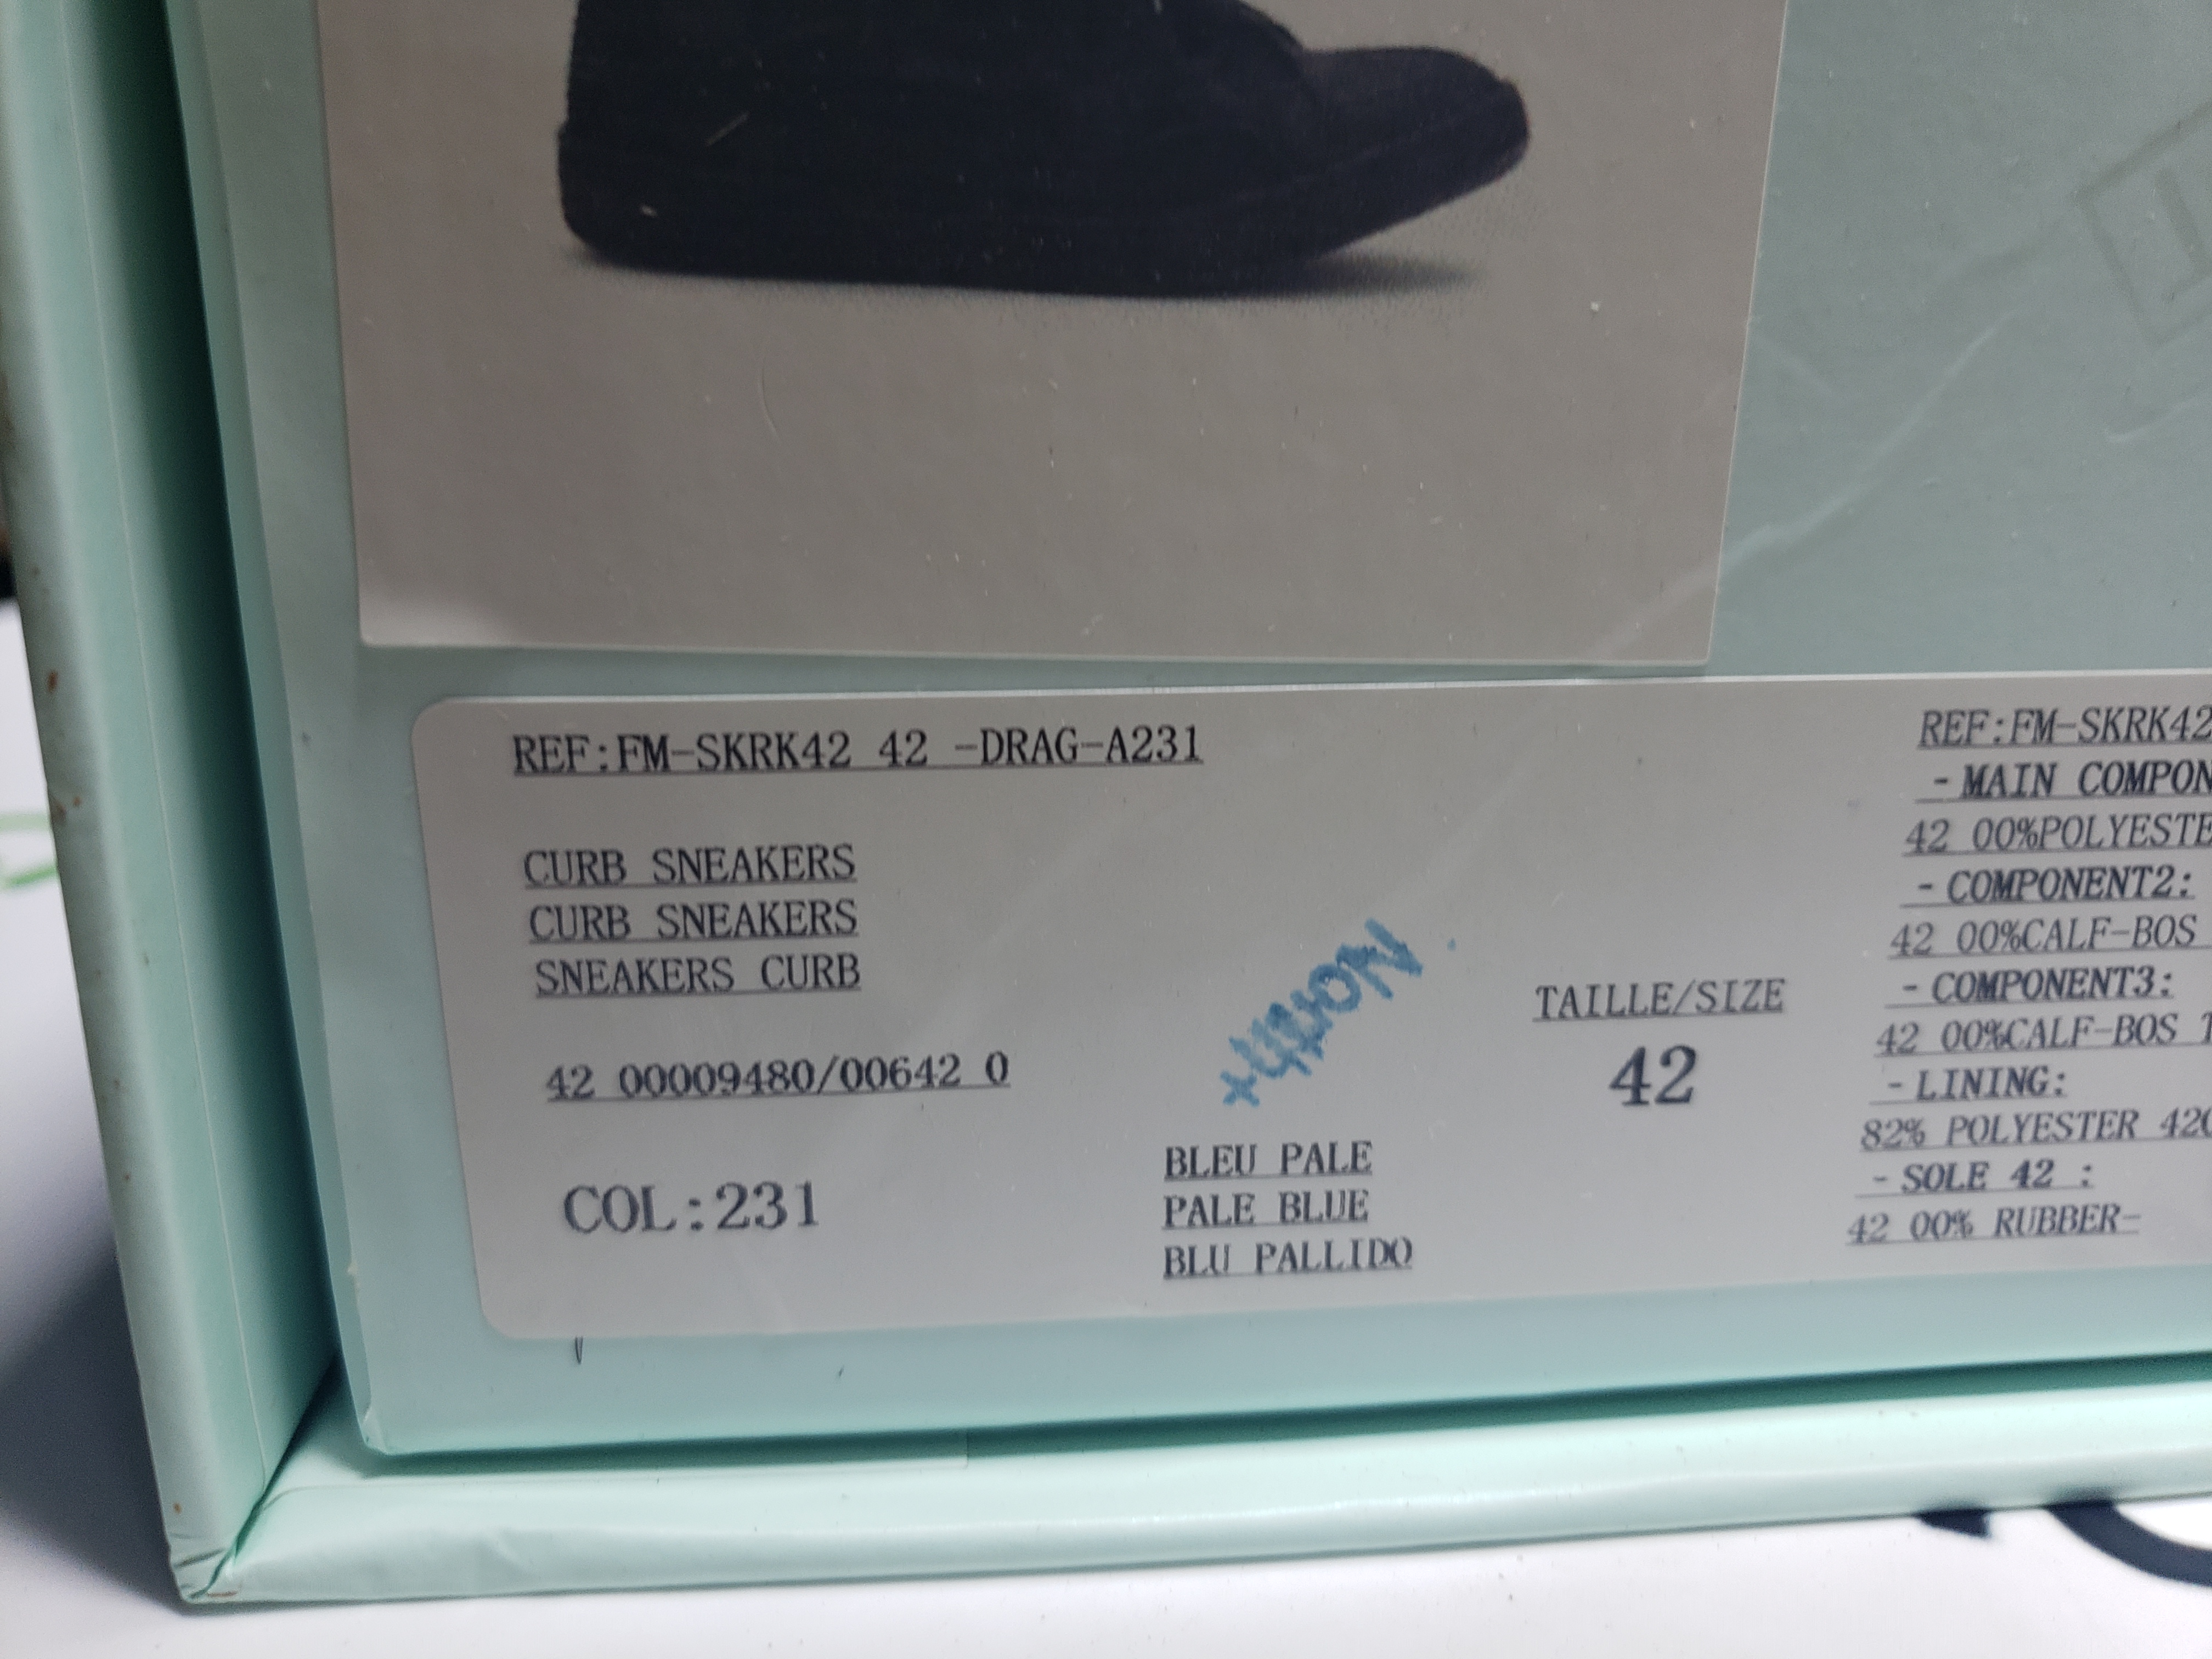 REF:FM-SKRK42 42 -DRAG-A231
CURB SNEAKERS
CURB SNEAKERS
SNEAKERS CURB
42 00009480/00642 0
COL:231
BLEU PALE
PALE BLUE
BLU PALLIDO
TAILLE/SIZE
42
REF:FM-SKRK42
- MAIN COMPON
42 00%POLYESTE
- COMPONENT2:
42 00%CALF-BOS
- COMPONENT3:
42 00%CALF-BOS T
- LINING:
82% POLYESTER 420
- SOLE 42 :
42 00% RUBBER-